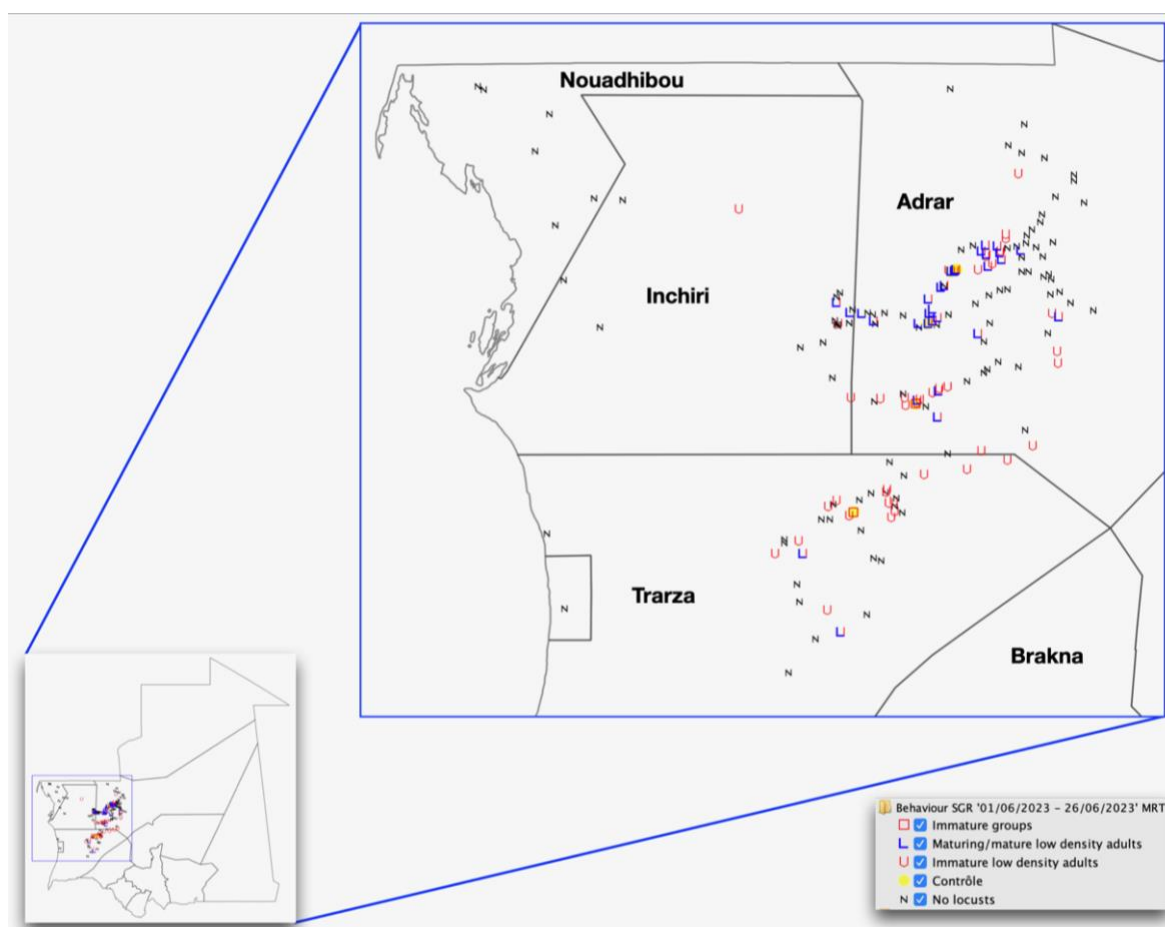 Nouadhibou
Adrar
Inchiri
Trarza
Brakna
Behaviour SGR '01/06/2023 - 26/06/2023' MRT
Immature groups
L Maturing/mature low density adults
U Immature low density adults
Contrôle
N No locusts